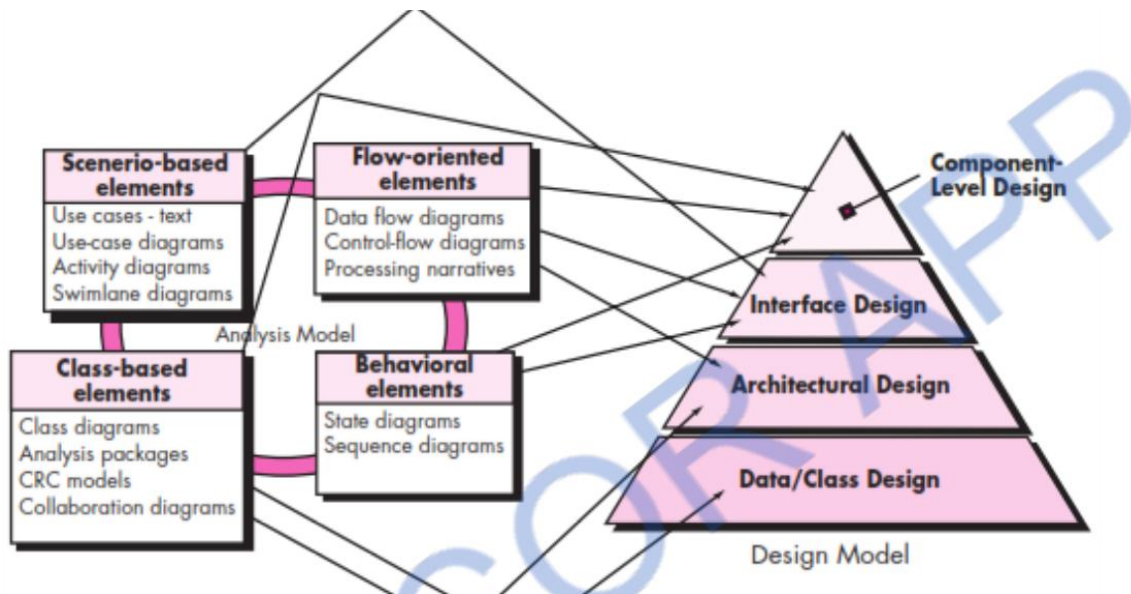 Scenerio-based
elements
Use cases - text
Use-case diagrams
Activity diagrams
Swimlane diagrams
Flow-oriented
elements
Data flow diagrams
Control-flow diagrams
Processing narratives
Analysis Model
Class-based
elements
Class diagrams
Analysis packages
CRC models
Collaboration diagrams
Behavioral
elements
State diagrams
Sequence diagrams
Component-
Level Design
Interface Design
Architectural Design
Data/Class Design
Design Model
OR APP